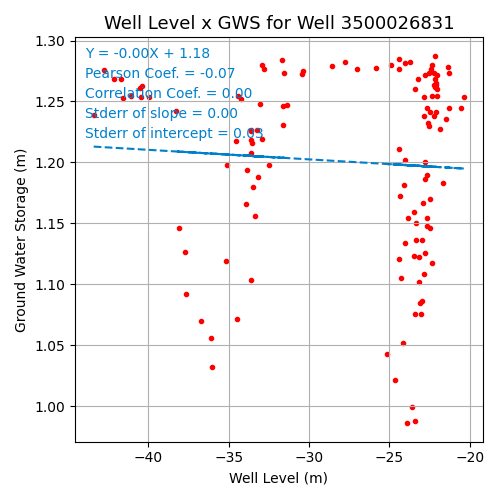 Well Level x GWS for Well 3500026831
Y = -0.00X + 1.18
Pearson Coef. = -0.07
Correlation Coef. = 0.00
Stderr of slope = 0.00
Stderr of intercept = 0.03
Ground Water Storage (m)
1.30
1.25
1.20
1.15
1.10
1.05
1.00
−40 −35 −30 −25 −20
Well Level (m)